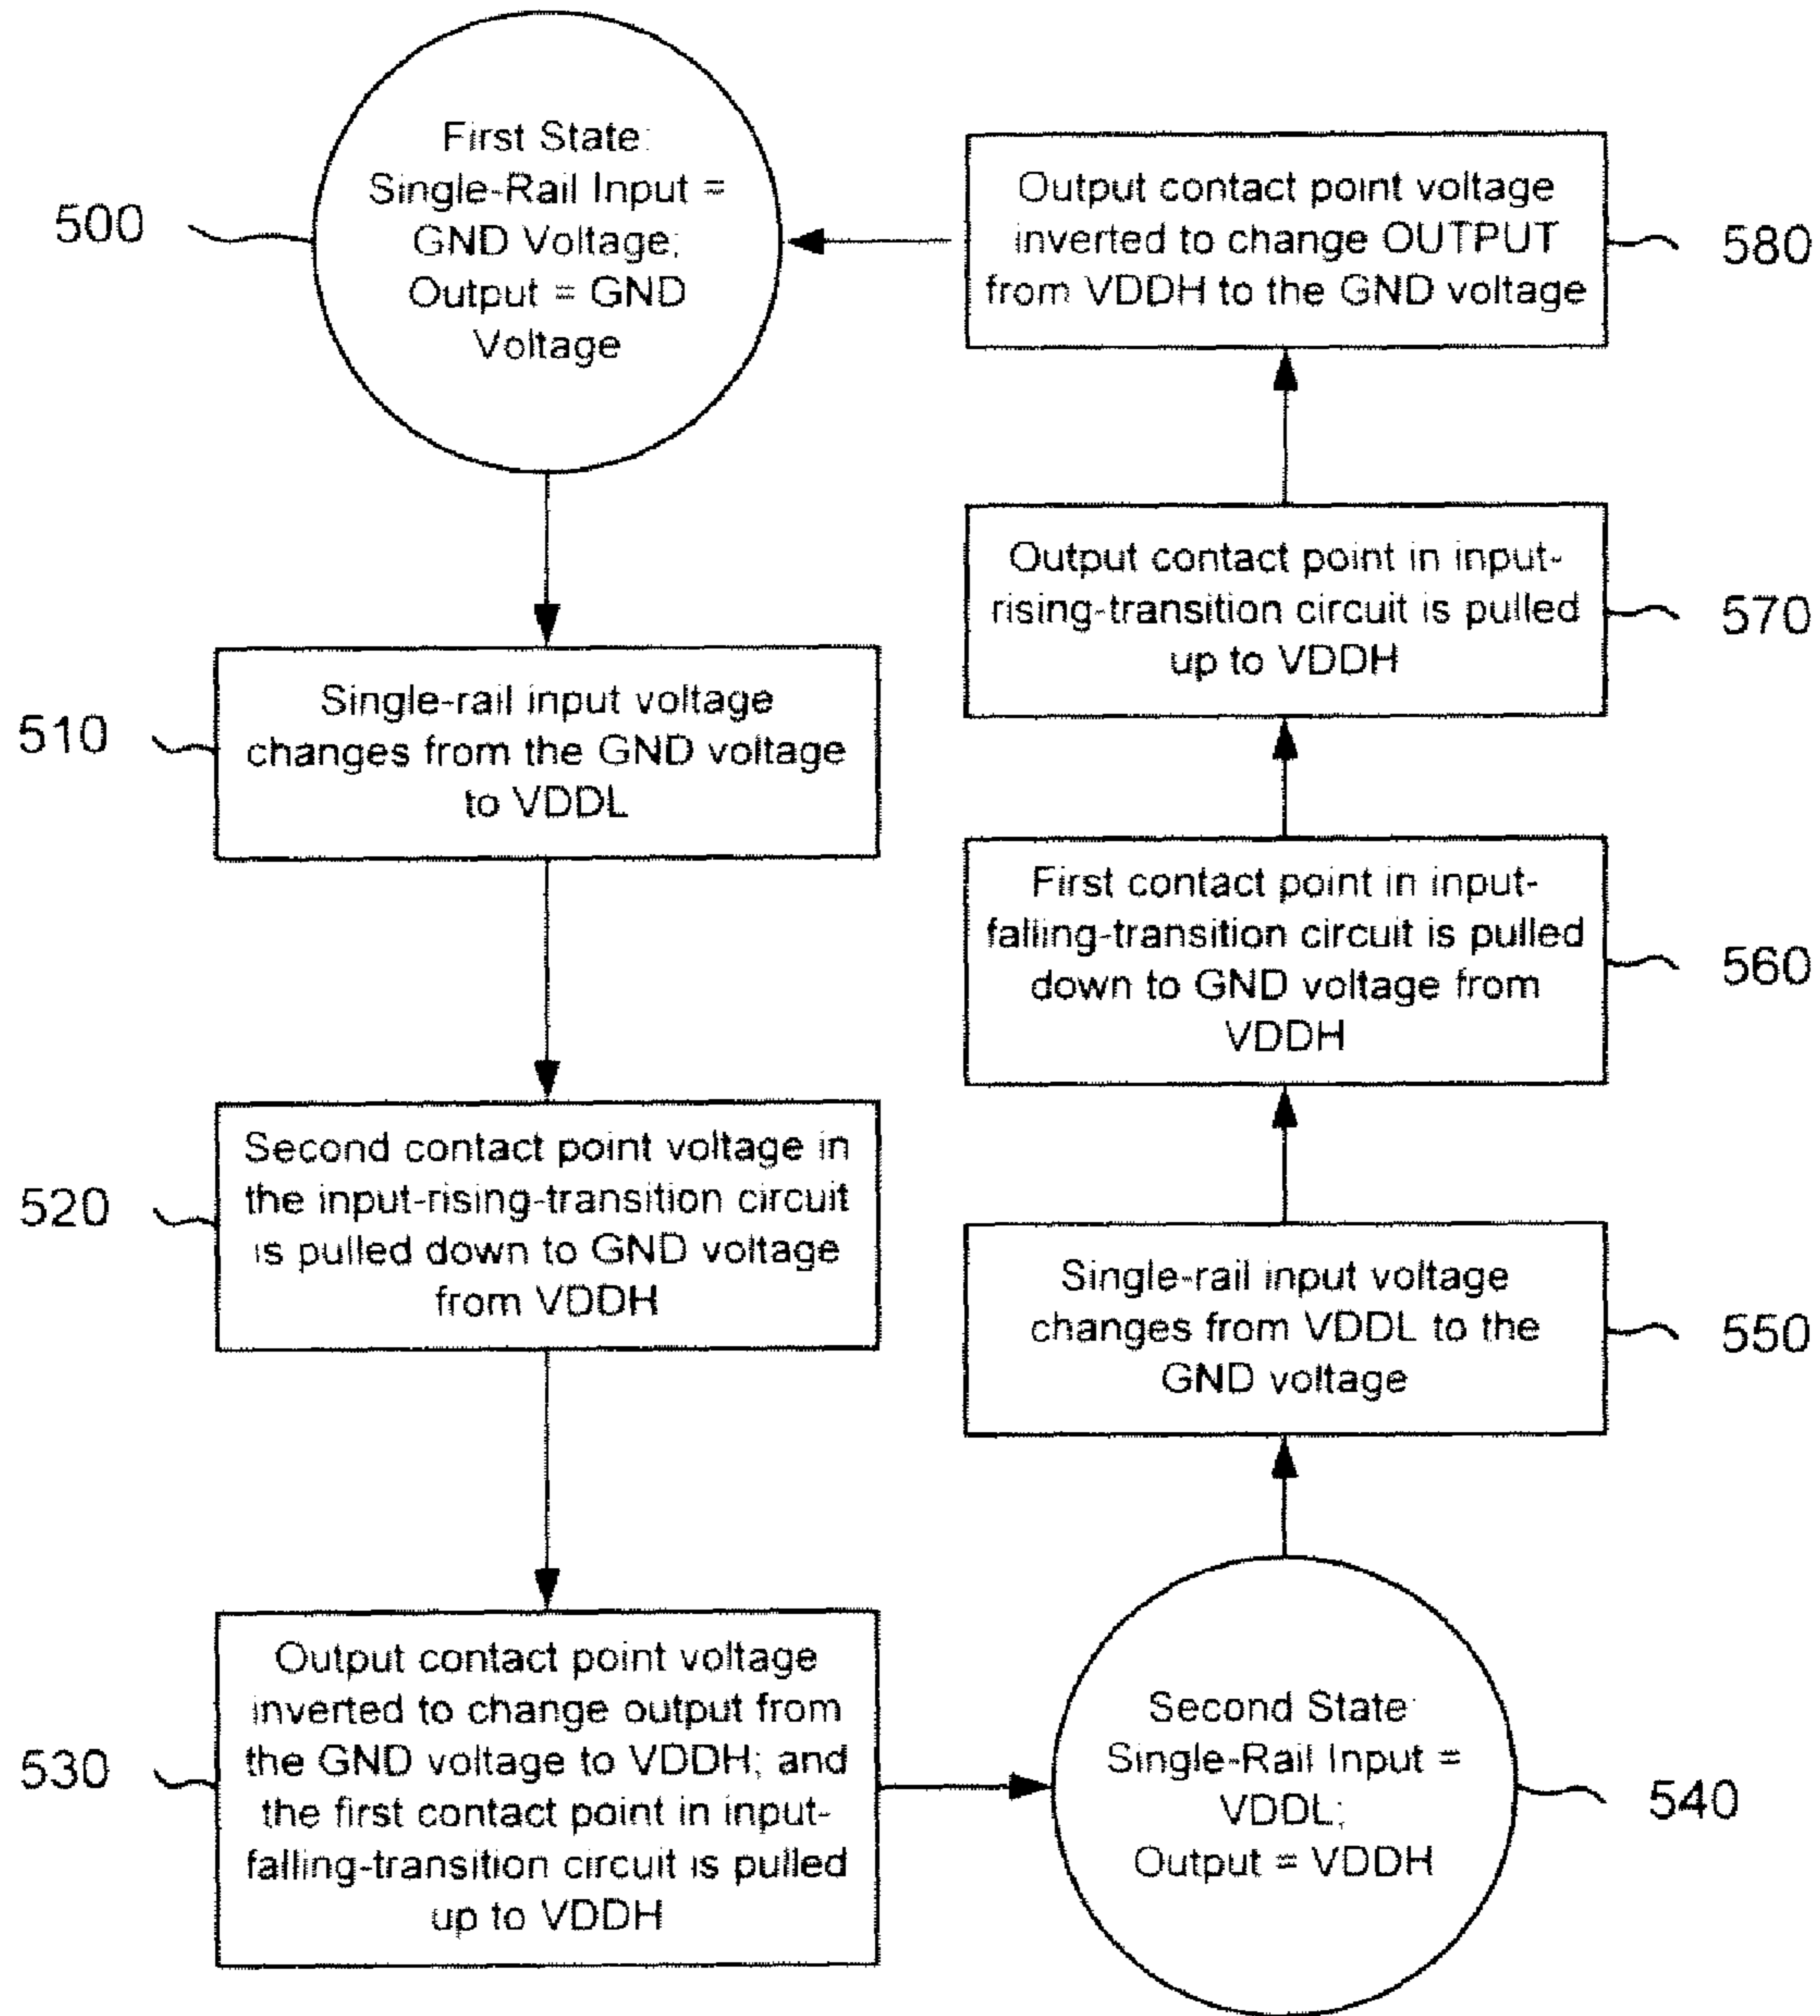 500
First State:
Single-Rail Input =
GND Voltage;
Output = GND
Voltage
510
Single-rail input voltage
changes from the GND voltage
to VDDL
520
Second contact point voltage in
the input-rising-transition circuit
is pulled down to GND voltage
from VDDH
530
Output contact point voltage
inverted to change output from
the GND voltage to VDDH; and
the first contact point in input-
falling-transition circuit is pulled
up to VDDH
Second State:
Single-Rail Input =
VDDL;
Output = VDDH
540
Single-rail input voltage
changes from VDDL to the
GND voltage
550
First contact point in input-
falling-transition circuit is pulled
down to GND voltage from
VDDH
560
Output contact point in input-
rising-transition circuit is pulled
up to VDDH
570
Output contact point voltage
inverted to change OUTPUT
from VDDH to the GND voltage
580